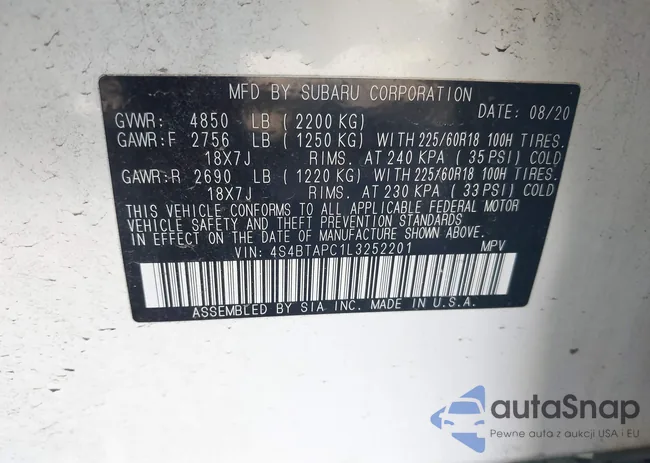 MFD BY SUBARU CORPORATION
DATE: 08/20
GVWR: 4850 LB (2200 KG)
GAWR:F 2756 LB (1250 KG) WITH 225/60R18 100H TIRES.
18X7J RIMS. AT 240 KPA (35 PSI) COLD
GAWR:R 2690 LB (1220 KG) WITH 225/60R18 100H TIRES.
18X7J RIMS. AT 230 KPA (33 PSI) COLD
THIS VEHICLE CONFORMS TO ALL APPLICABLE FEDERAL MOTOR
VEHICLE SAFETY AND THEFT PREVENTION STANDARDS
IN EFFECT ON THE DATE OF MANUFACTURE SHOWN ABOVE.
VIN: 4S4BTAPC1L3252201 MPV
ASSEMBLED BY SIA INC. MADE IN U.S.A.
autaSnap
Pewne auta z aukcji USA i EU